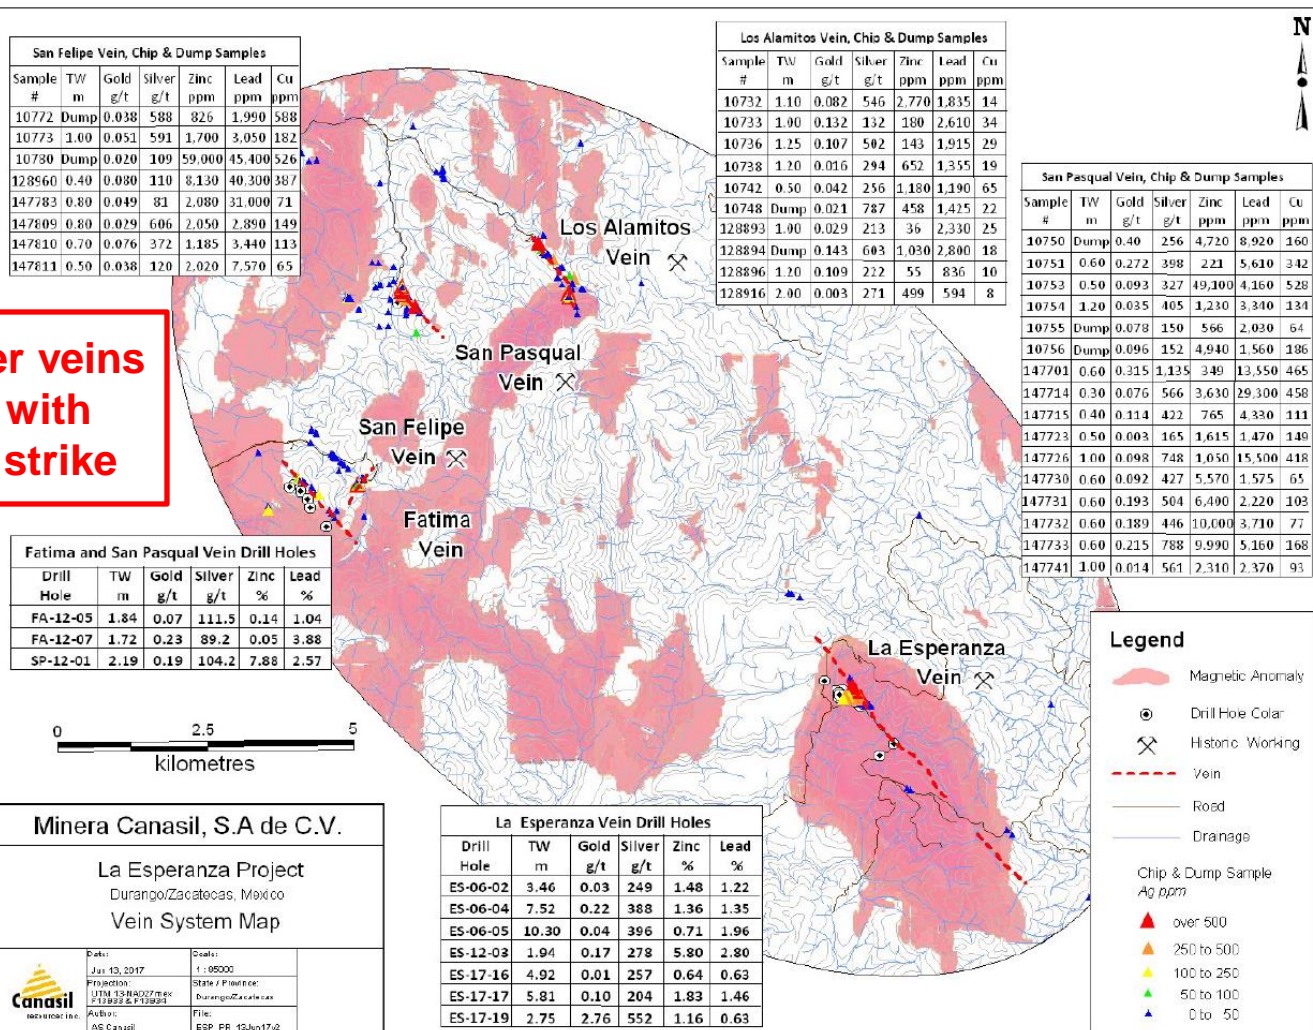 N
San Felipe Vein, Chip & Dump Samples
Sample # TW m Gold g/t Silver g/t Zinc ppm Lead ppm Cu ppm
10772 Dump 0.038 588 826 1,990 588
10773 1.00 0.051 591 1,700 3,050 182
10780 Dump 0.020 109 59,000 45,400 526
128960 0.40 0.080 110 8,130 40,300 387
147783 0.80 0.049 81 2,080 31,000 71
147809 0.80 0.029 606 2,050 2,890 149
147810 0.70 0.076 372 1,185 3,440 113
147811 0.50 0.038 120 2,020 7,570 65
Los Alamitos Vein, Chip & Dump Samples
Sample # TW m Gold g/t Silver g/t Zinc ppm Lead ppm Cu ppm
10732 1.10 0.082 546 2,770 1,835 14
10733 1.00 0.132 132 180 2,610 34
10736 1.25 0.107 502 143 1,915 29
10738 1.20 0.016 294 652 1,355 19
10742 0.50 0.042 256 1,180 1,190 65
10748 Dump 0.021 787 458 1,425 22
128893 1.00 0.029 213 36 2,330 25
128894 Dump 0.143 603 1,030 2,800 18
128896 1.20 0.109 222 55 836 10
128916 2.00 0.003 271 499 594 8
San Pasqual Vein, Chip & Dump Samples
Sample # TW m Gold g/t Silver g/t Zinc ppm Lead ppm Cu ppm
10750 Dump 0.40 256 4,720 8,920 160
10751 0.60 0.272 398 221 5,610 342
10753 0.50 0.093 327 49,100 4,160 528
10754 1.20 0.035 405 1,230 3,340 134
10755 Dump 0.078 150 566 2,030 64
10756 Dump 0.096 152 4,940 1,560 186
147701 0.60 0.315 1,135 349 13,550 465
147714 0.30 0.076 566 3,630 29,300 458
147715 0.40 0.114 422 765 4,330 111
147723 0.50 0.003 165 1,615 1,470 149
147726 1.00 0.098 748 1,050 15,500 418
147730 0.60 0.092 427 5,570 1,575 65
147731 0.60 0.193 504 6,400 2,220 103
147732 0.60 0.189 446 10,000 3,710 77
147733 0.60 0.215 788 9,990 5,160 168
147741 1.00 0.014 561 2,310 2,370 93
er veins
with
strike
Los Alamitos
Vein
San Pasqual
Vein
San Felipe
Vein
Fatima
Vein
La Esperanza
Vein
Fatima and San Pasqual Vein Drill Holes
Drill Hole TW m Gold g/t Silver g/t Zinc % Lead %
FA-12-05 1.84 0.07 111.5 0.14 1.04
FA-12-07 1.72 0.23 89.2 0.05 3.88
SP-12-01 2.19 0.19 104.2 7.88 2.57
0 2.5 5
kilometres
Minera Canasil, S.A de C.V.
La Esperanza Project
Durango/Zacatecas, Mexico
Vein System Map
Canasil
resources inc.
Date:
Jun 13, 2017
Scale:
1 : 85000
Projection:
State / Province:
Durango/Zacatecas
Author:
AS Canasil
File:
ESP_PR_13Jun17v2
La Esperanza Vein Drill Holes
Drill Hole TW m Gold g/t Silver g/t Zinc % Lead %
ES-06-02 3.46 0.03 249 1.48 1.22
ES-06-04 7.52 0.22 388 1.36 1.35
ES-06-05 10.30 0.04 396 0.71 1.96
ES-12-03 1.94 0.17 278 5.80 2.80
ES-17-16 4.92 0.01 257 0.64 0.63
ES-17-17 5.81 0.10 204 1.83 1.46
ES-17-19 2.75 2.76 552 1.16 0.63
Legend
Magnetic Anomaly
Drill Hole Colar
Historic Working
Vein
Road
Drainage
Chip & Dump Sample
Ag ppm
over 500
250 to 500
100 to 250
50 to 100
0 to 50